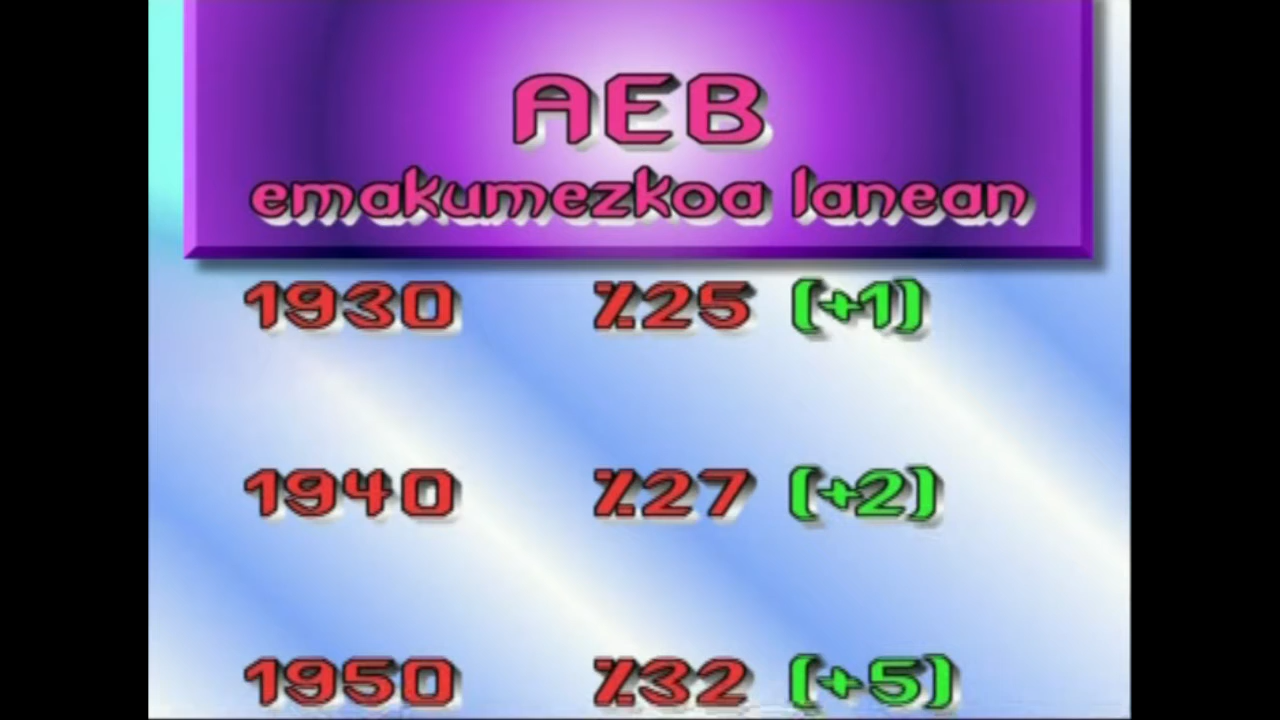 AEB
emakumezkoa lanean
1930 %25 (+1)
1940 %27 (+2)
1950 %32 (+5)